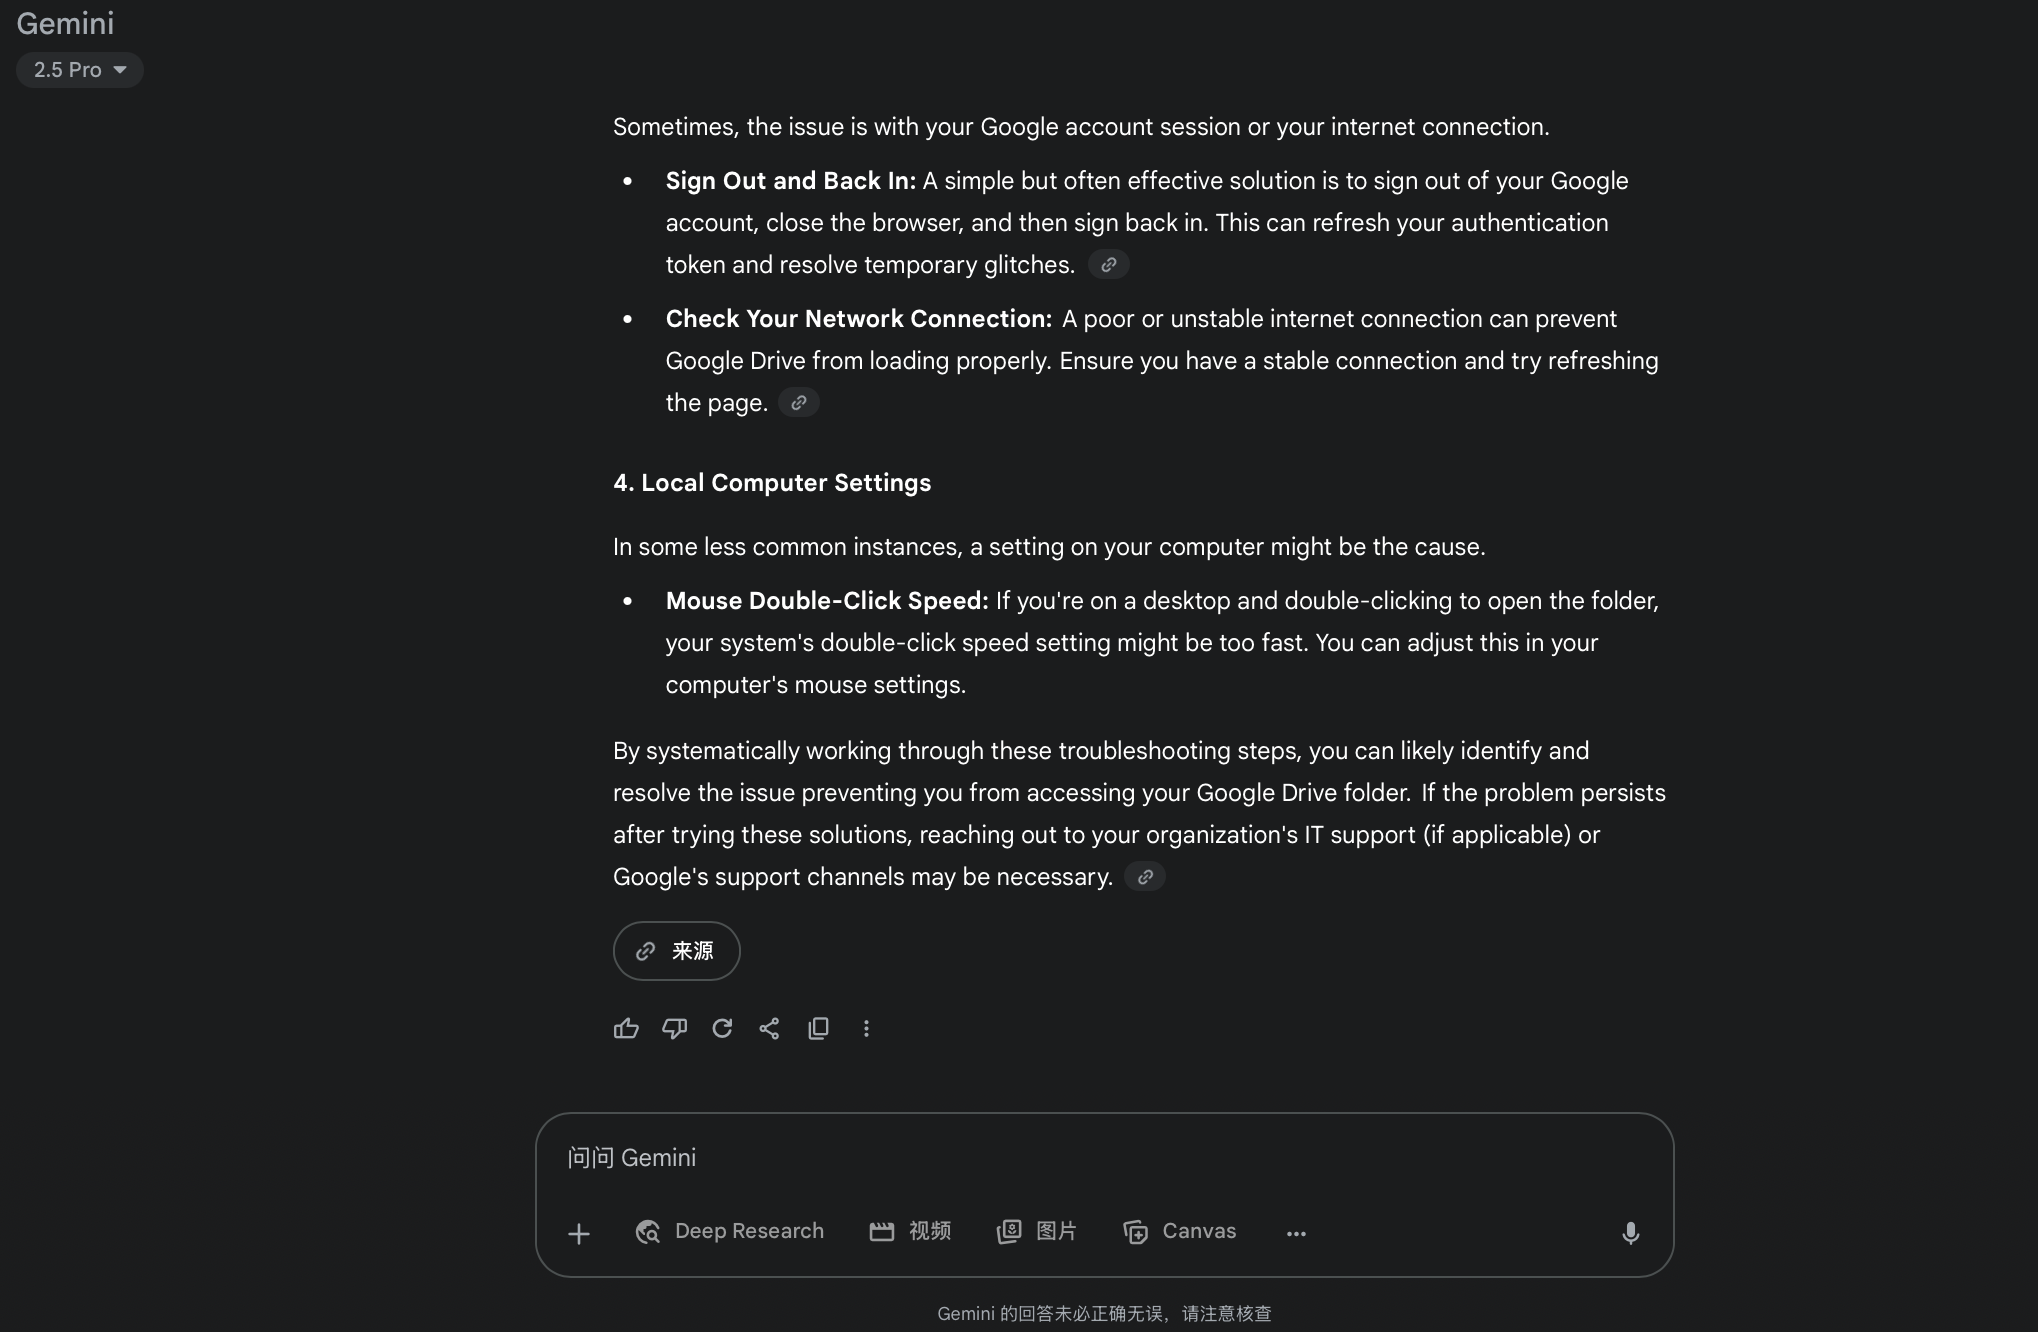 Gemini
2.5 Pro
Sometimes, the issue is with your Google account session or your internet connection.
• Sign Out and Back In: A simple but often effective solution is to sign out of your Google
account, close the browser, and then sign back in. This can refresh your authentication
token and resolve temporary glitches.
• Check Your Network Connection: A poor or unstable internet connection can prevent
Google Drive from loading properly. Ensure you have a stable connection and try refreshing
the page.
4. Local Computer Settings
In some less common instances, a setting on your computer might be the cause.
• Mouse Double-Click Speed: If you're on a desktop and double-clicking to open the folder,
your system's double-click speed setting might be too fast. You can adjust this in your
computer's mouse settings.
By systematically working through these troubleshooting steps, you can likely identify and
resolve the issue preventing you from accessing your Google Drive folder. If the problem persists
after trying these solutions, reaching out to your organization's IT support (if applicable) or
Google's support channels may be necessary.
来源
问问 Gemini
Deep Research 视频 图片 Canvas
Gemini 的回答未必正确无误，请注意核查